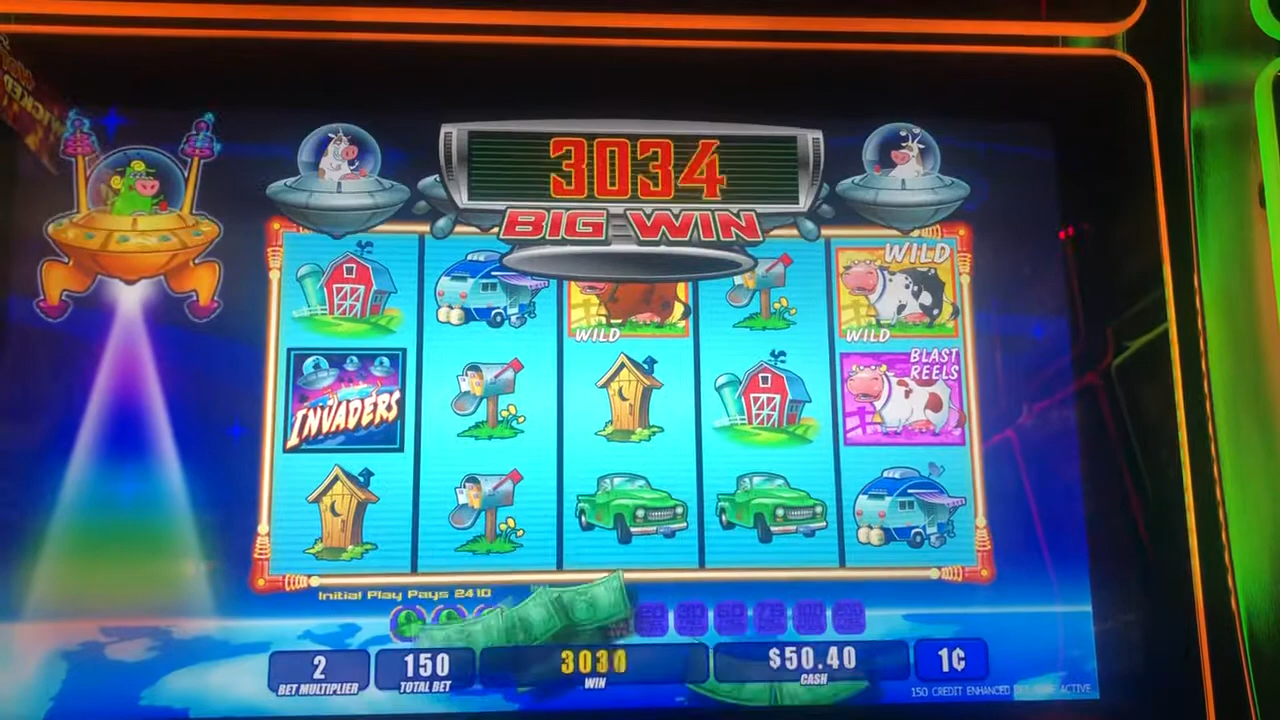 3034
BIG WIN
WILD
WILD
WILD
BLAST
REELS
INVADERS
Initial Play Pays 2410
2
BET MULTIPLIER
150
TOTAL BET
WIN
$50.40
CASH
1¢
150 CREDIT ENHANCED ACTIVE